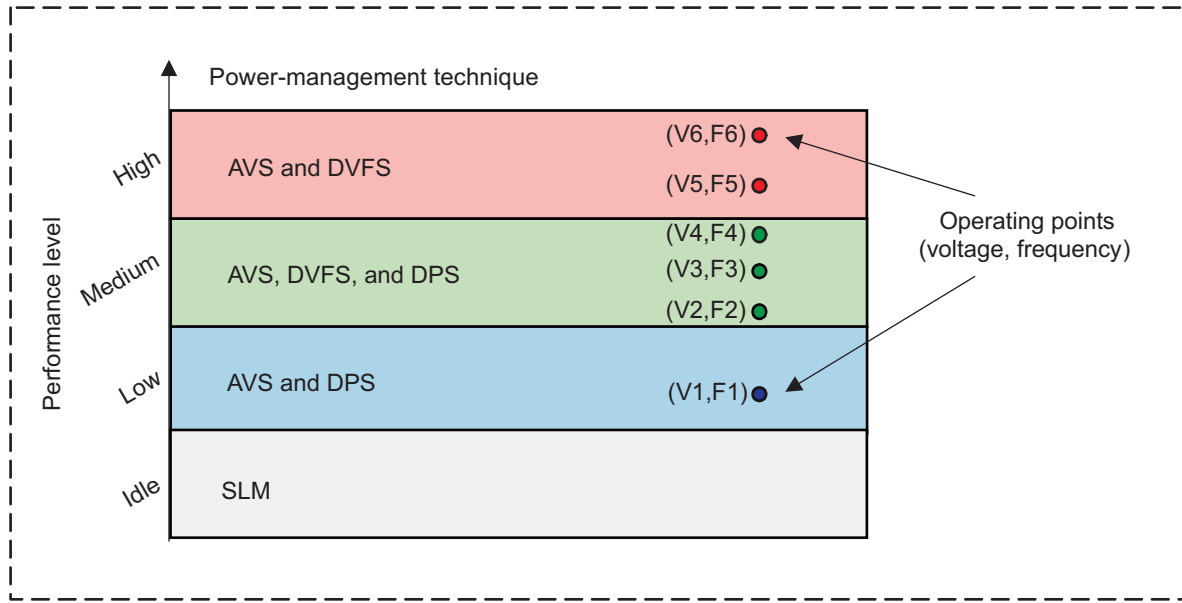 Power-management technique
Performance level
High
AVS and DVFS
(V6,F6)
(V5,F5)
Medium
AVS, DVFS, and DPS
(V4,F4)
(V3,F3)
(V2,F2)
Low
AVS and DPS
(V1,F1)
Idle
SLM
Operating points
(voltage, frequency)